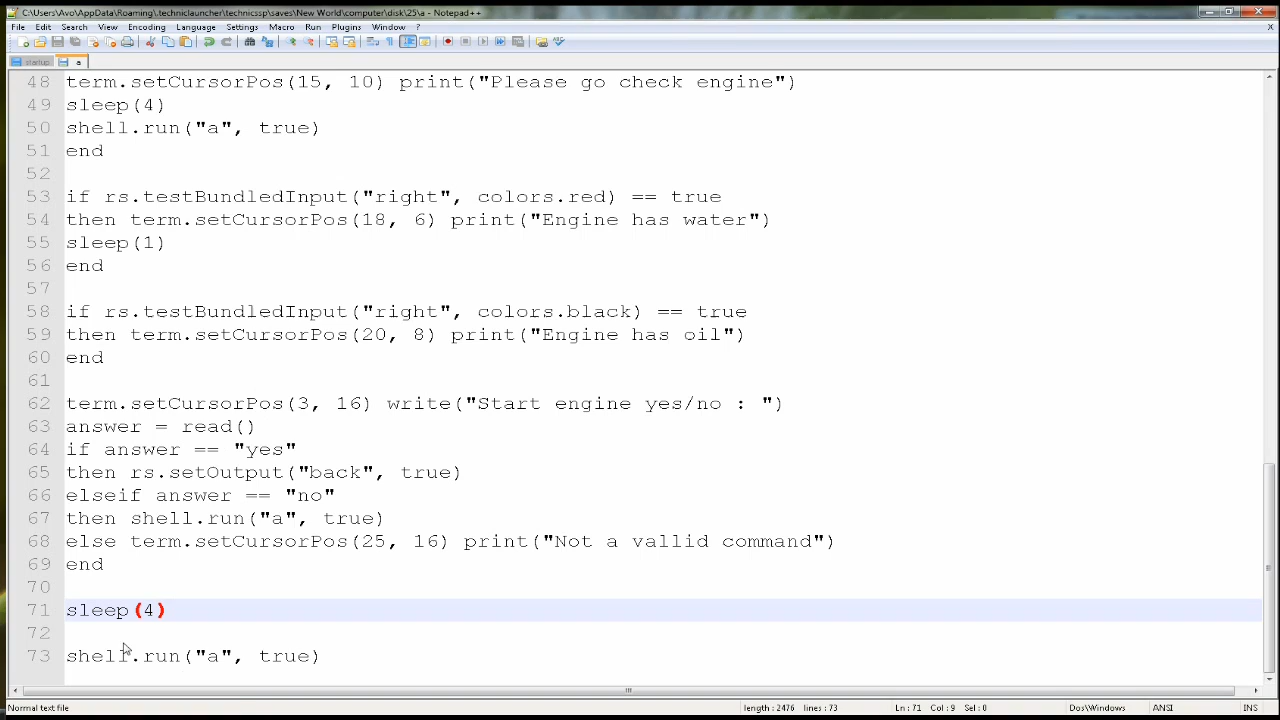 C:\Users\Avo\AppData\Roaming\.techniclauncher\technicssp\saves\New World\computer\disk\25\a - Notepad++
File Edit Search View Encoding Language Settings Macro Run Plugins Window ? X
startup a
48 term.setCursorPos(15, 10) print("Please go check engine")
49 sleep(4)
50 shell.run("a", true)
51 end
52
53 if rs.testBundledInput("right", colors.red) == true
54 then term.setCursorPos(18, 6) print("Engine has water")
55 sleep(1)
56 end
57
58 if rs.testBundledInput("right", colors.black) == true
59 then term.setCursorPos(20, 8) print("Engine has oil")
60 end
61
62 term.setCursorPos(3, 16) write("Start engine yes/no : ")
63 answer = read()
64 if answer == "yes"
65 then rs.setOutput("back", true)
66 elseif answer == "no"
67 then shell.run("a", true)
68 else term.setCursorPos(25, 16) print("Not a vallid command")
69 end
70
71 sleep(4)
72
73 shell.run("a", true)
Normal text file length : 2476 lines : 73 Ln : 71 Col : 9 Sel : 0 Dos\Windows ANSI INS